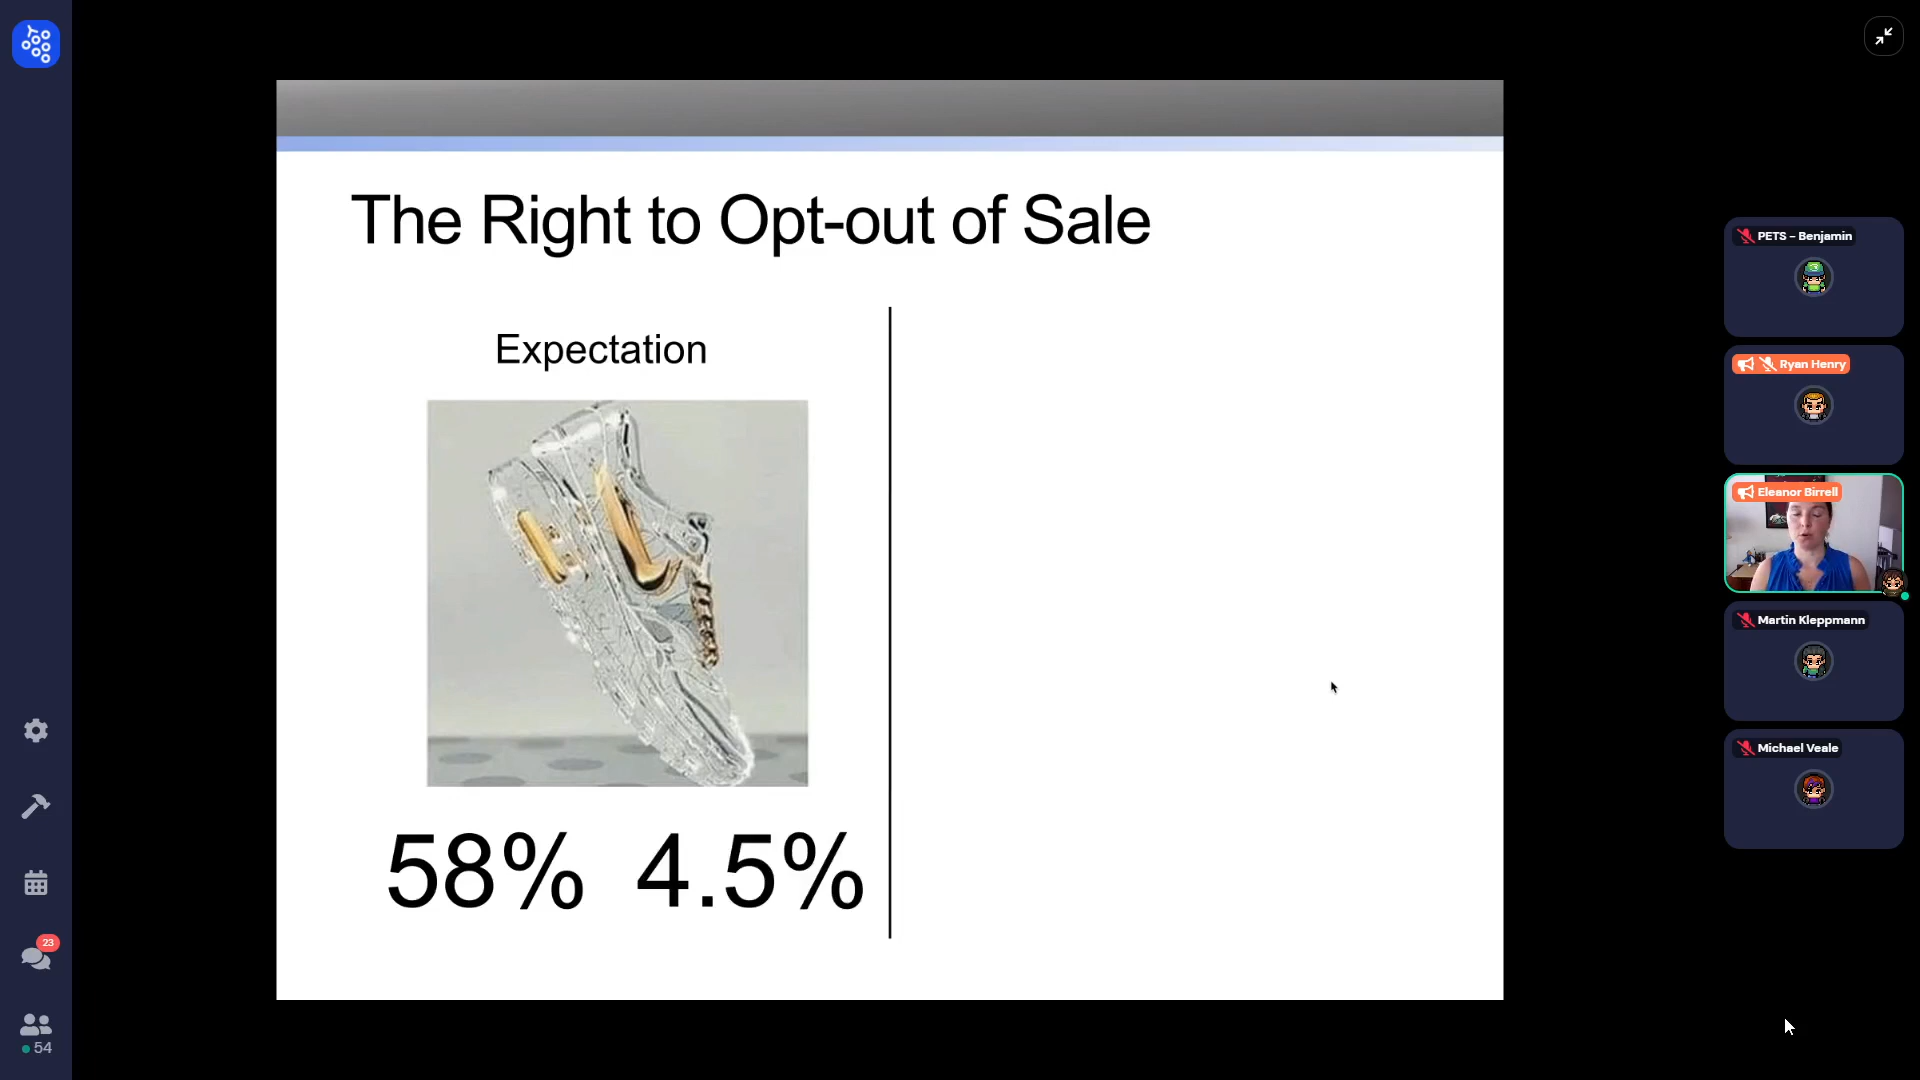 The Right to Opt-out of Sale
Expectation
58% 4.5%
PETS – Benjamin
Ryan Henry
Eleanor Birrell
Martin Kleppmann
Michael Veale
23
54